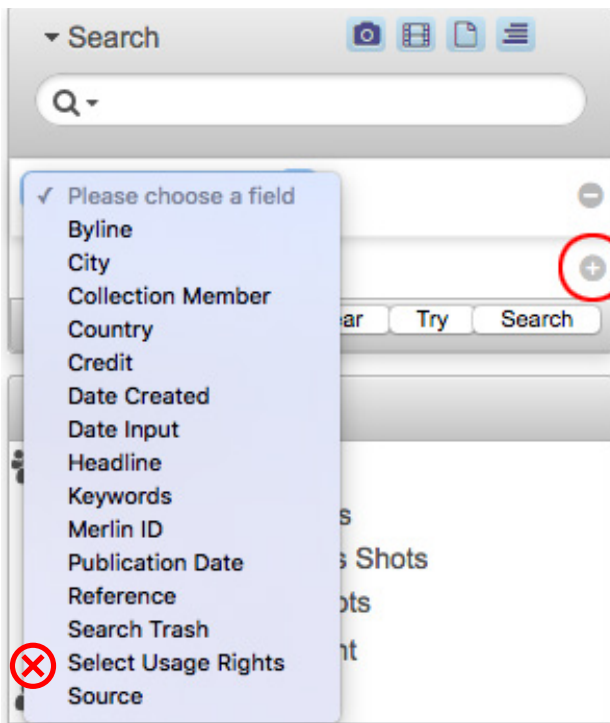 Search
Please choose a field
Byline
City
Collection Member
Country
Credit
Try
Search
Date Created
Date Input
Headline
Keywords
Merlin ID
Publication Date
Shots
Reference
Search Trash
Select Usage Rights
Source